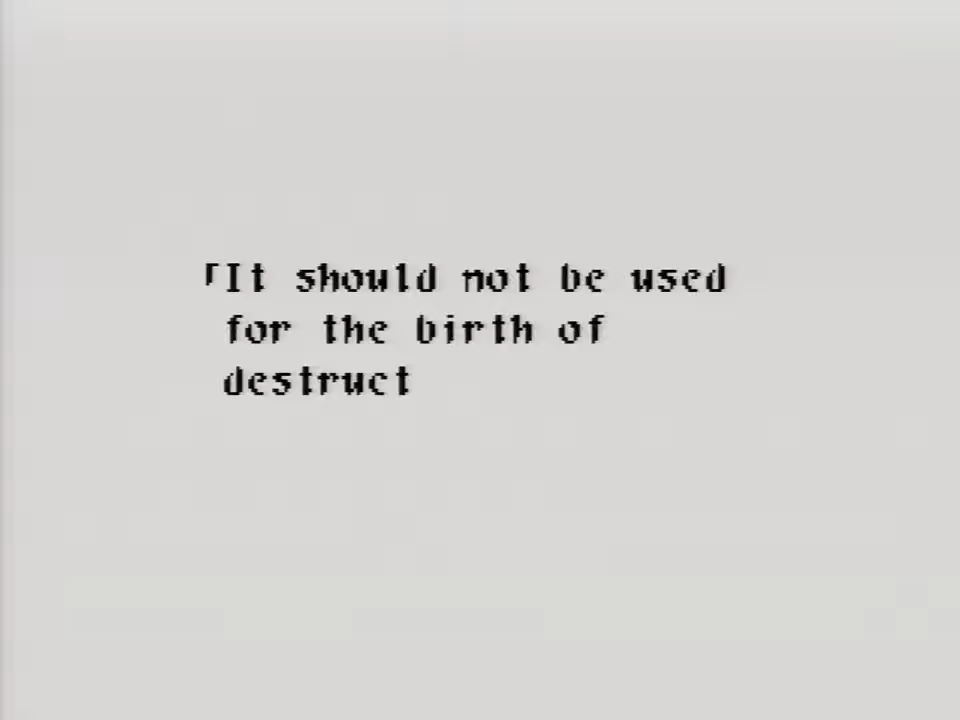 「It should not be used
for the birth of
destruct